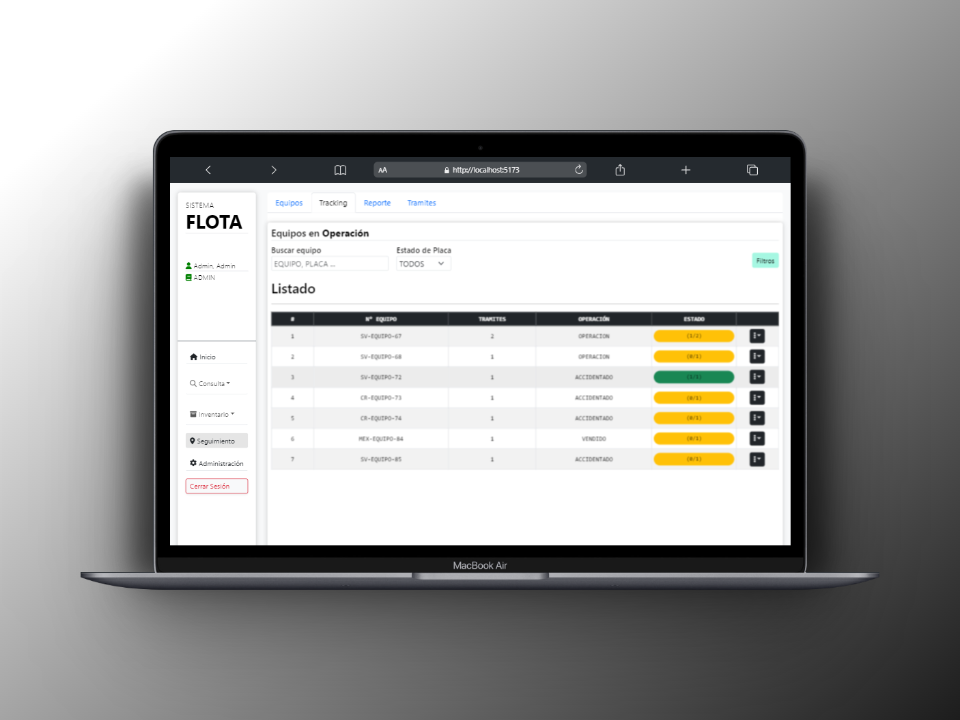 AA http://localhost:5173
SISTEMA
FLOTA
Admin, Admin
ADMIN
Inicio
Consulta
Inventario
Seguimiento
Administración
Cerrar Sesión
Equipos Tracking Reporte Tramites
Equipos en Operación
Buscar equipo Estado de Placa
EQUIPO, PLACA ... TODOS Filtros
Listado
# N° EQUIPO TRAMITES OPERACIÓN ESTADO
1 SV-EQUIPO-67 2 OPERACION (1/2)
2 SV-EQUIPO-68 1 OPERACION (0/1)
3 SV-EQUIPO-72 1 ACCIDENTADO (1/1)
4 CR-EQUIPO-73 1 ACCIDENTADO (0/1)
5 CR-EQUIPO-74 1 ACCIDENTADO (0/1)
6 MEX-EQUIPO-84 1 VENDIDO (0/1)
7 SV-EQUIPO-85 1 ACCIDENTADO (0/1)
MacBook Air